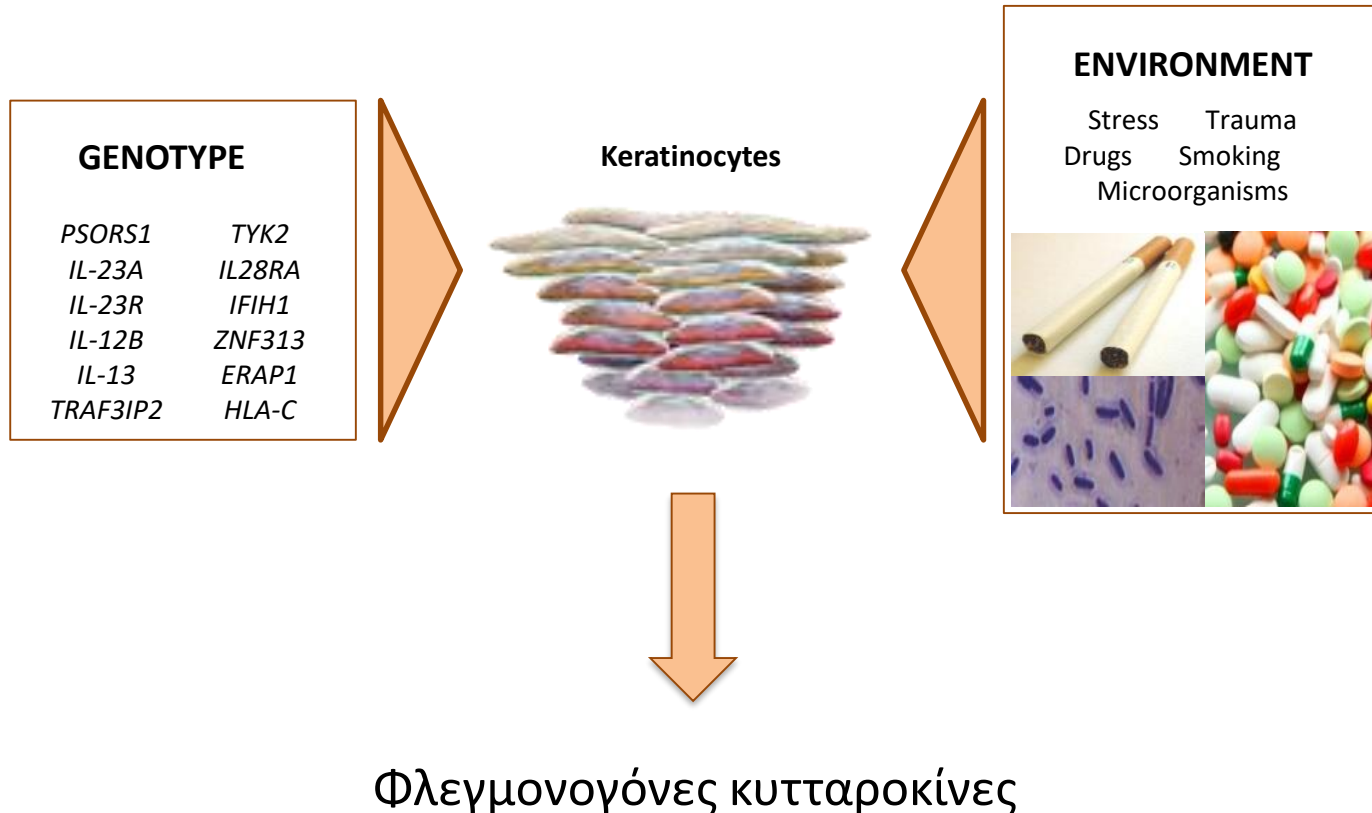 GENOTYPE
PSORS1 TYK2
IL-23A IL28RA
IL-23R IFIH1
IL-12B ZNF313
IL-13 ERAP1
TRAF3IP2 HLA-C
Keratinocytes
ENVIRONMENT
Stress Trauma
Drugs Smoking
Microorganisms
Φλεγμονογόνες κυτταροκίνες